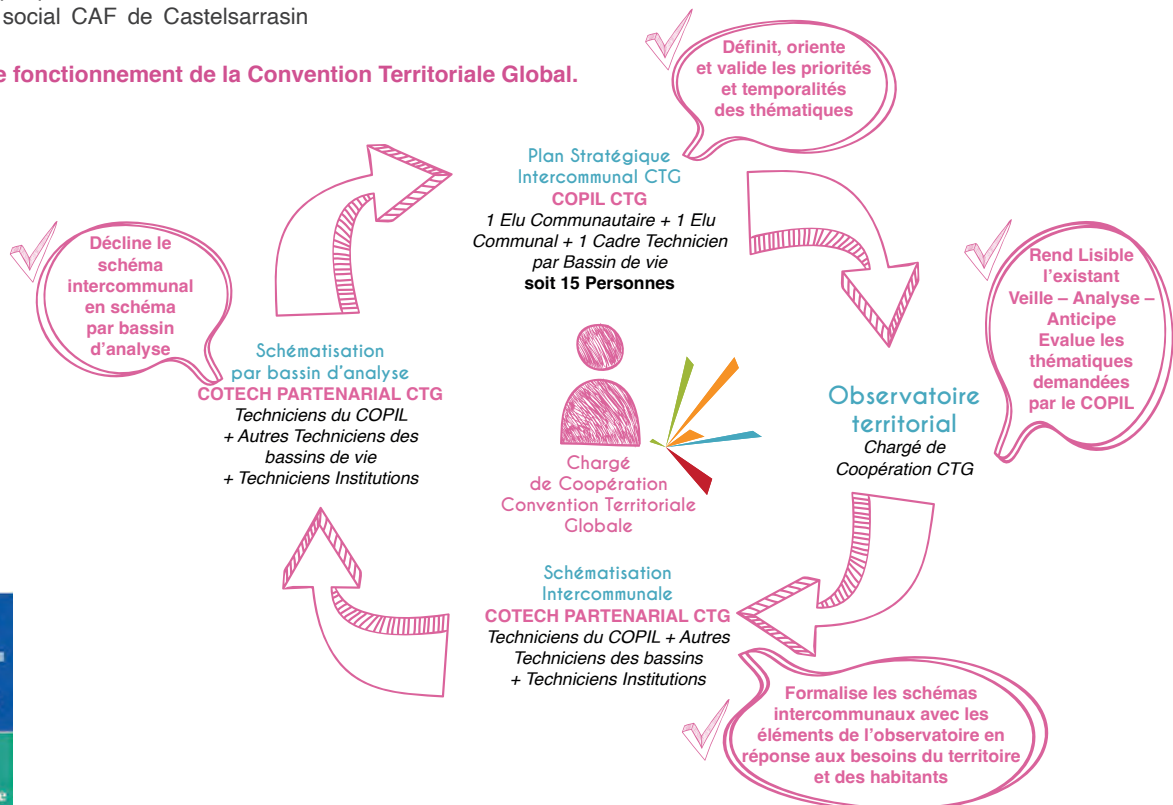 social CAF de Castelsarrasin
fonctionnement de la Convention Territoriale Global.
Définit, oriente
et valide les priorités
et temporalités
des thématiques
Plan Stratégique
Intercommunal CTG
COPIL CTG
1 Elu Communautaire + 1 Elu
Communal + 1 Cadre Technicien
par Bassin de vie
soit 15 Personnes
Rend Lisible
l’existant
Veille – Analyse –
Anticipe
Evalue les
thématiques
demandées
par le COPIL
Observatoire
territorial
Chargé de
Coopération CTG
Décline le
schéma
intercommunal
en schéma
par bassin
d’analyse
Schématisation
par bassin d’analyse
COTECH PARTENARIAL CTG
Techniciens du COPIL
+ Autres Techniciens des
bassins de vie
+ Techniciens Institutions
Chargé
de Coopération
Convention Territoriale
Globale
Schématisation
Intercommunale
COTECH PARTENARIAL CTG
Techniciens du COPIL + Autres
Techniciens des bassins
+ Techniciens Institutions
Formalise les schémas
intercommunaux avec les
éléments de l’observatoire en
réponse aux besoins du territoire
et des habitants